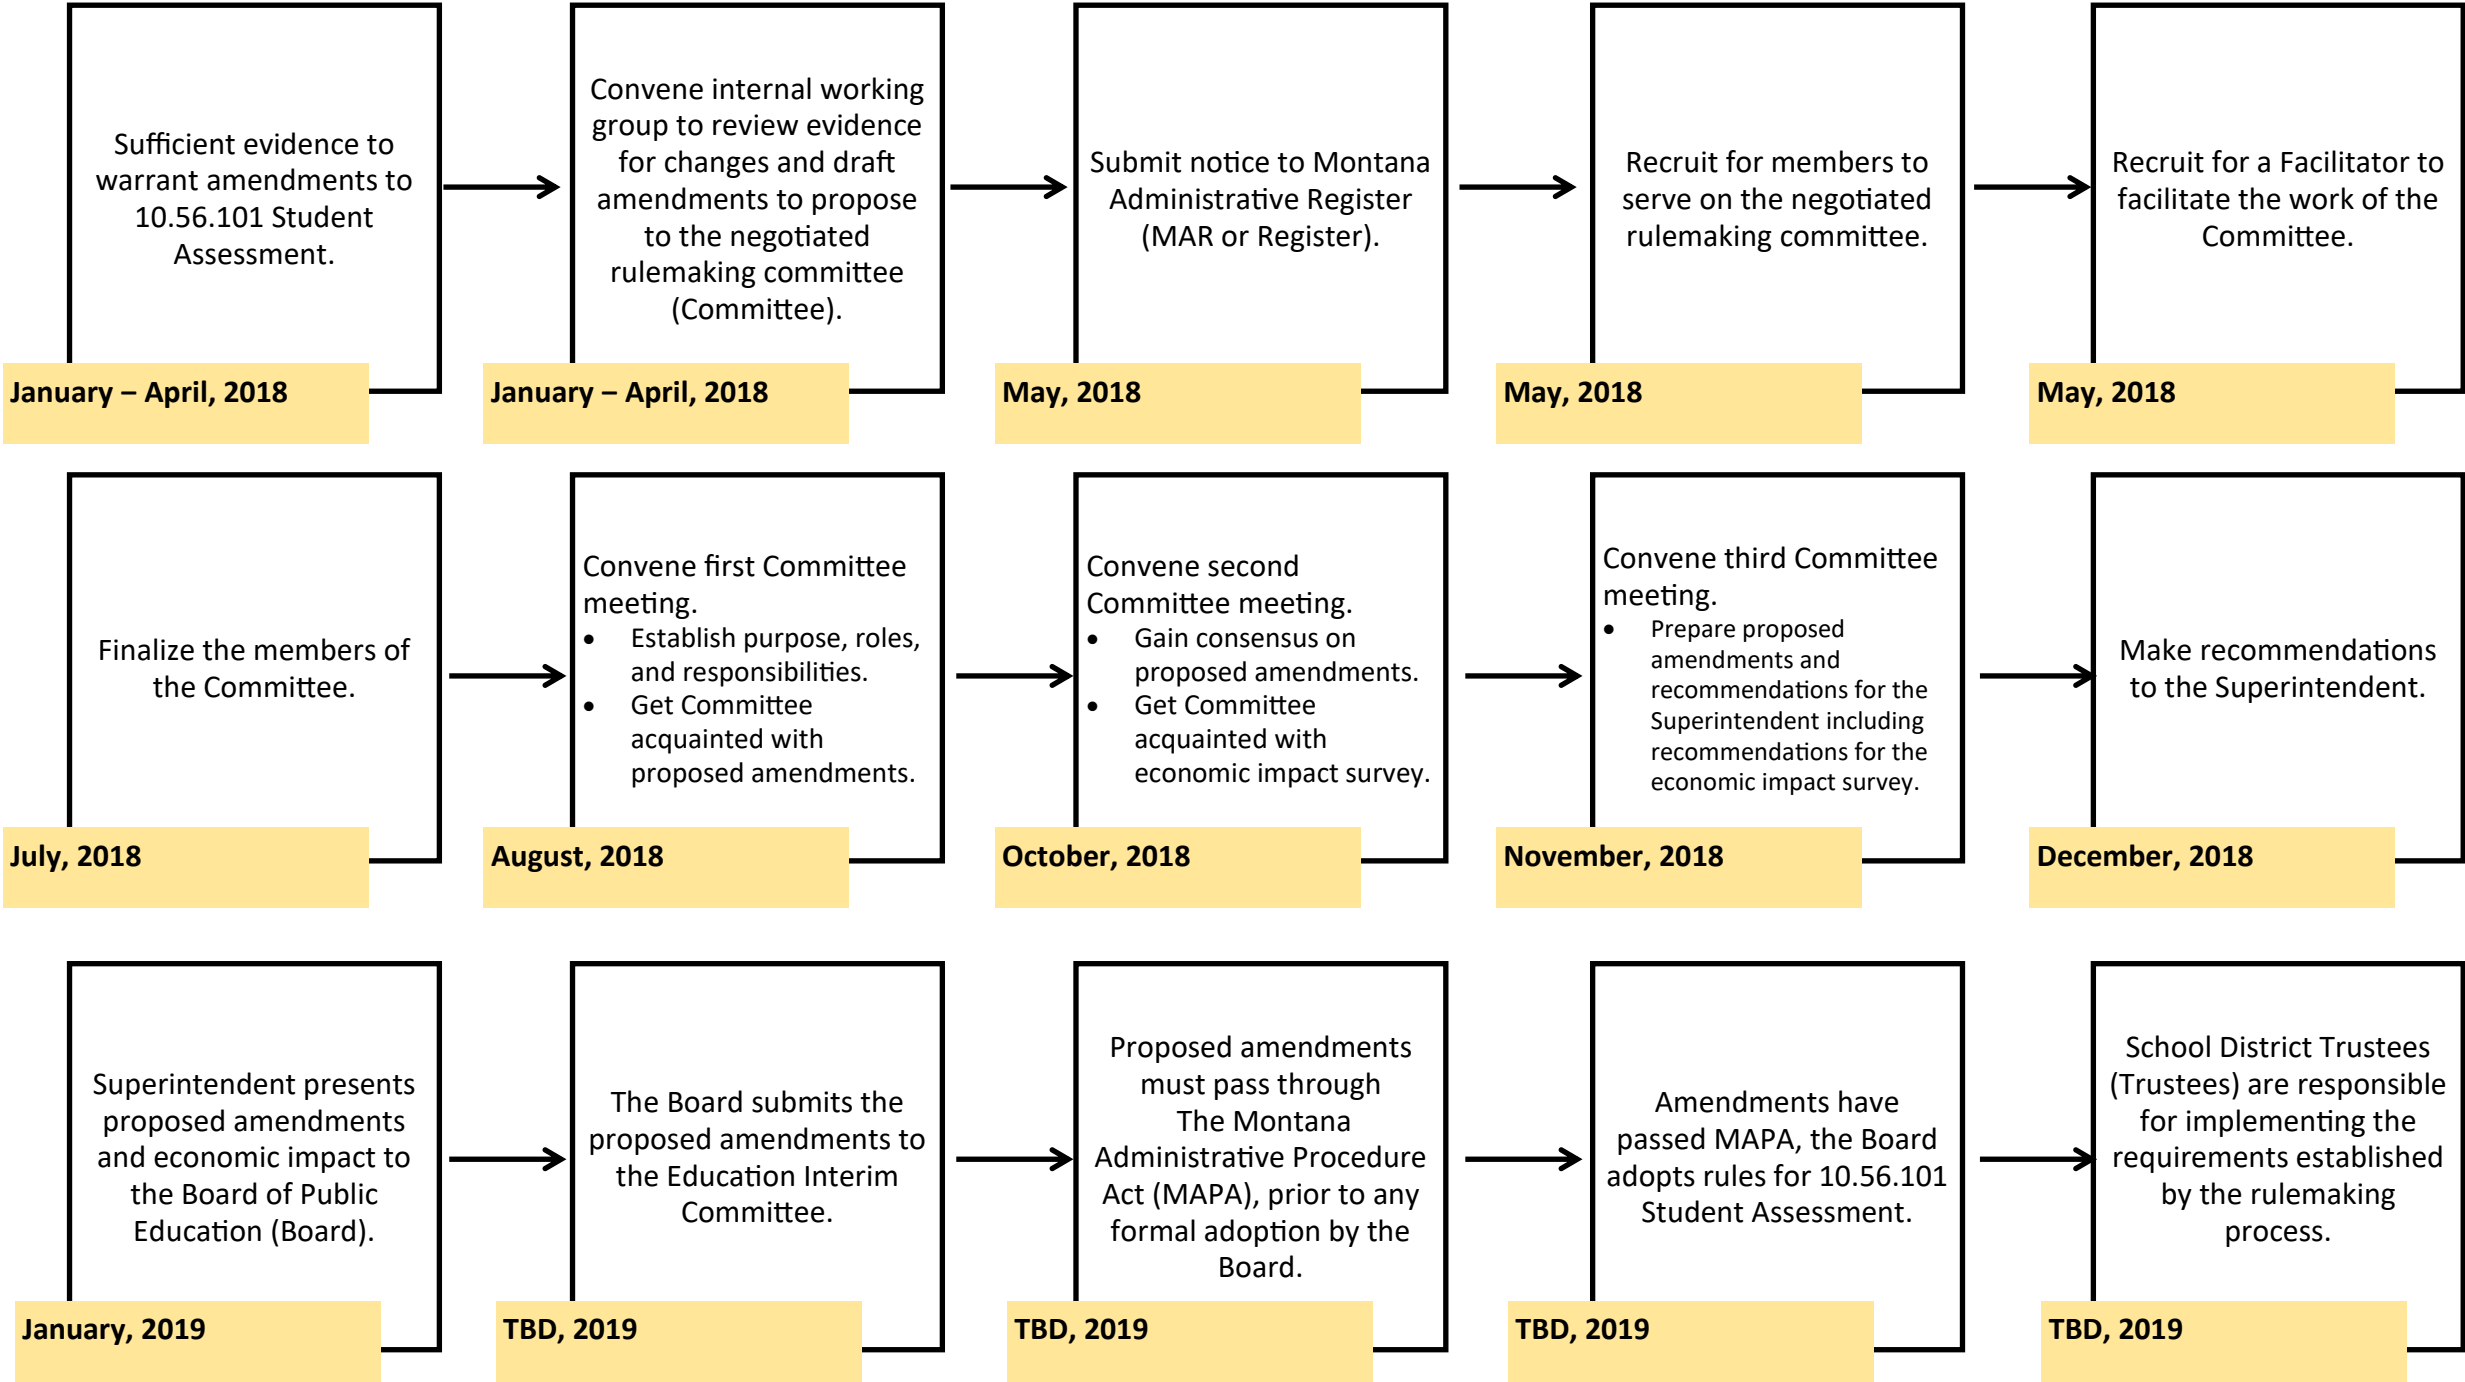 Sufficient evidence to
warrant amendments to
10.56.101 Student
Assessment.
January – April, 2018
Convene internal working
group to review evidence
for changes and draft
amendments to propose
to the negotiated
rulemaking committee
(Committee).
January – April, 2018
Submit notice to Montana
Administrative Register
(MAR or Register).
May, 2018
Recruit for members to
serve on the negotiated
rulemaking committee.
May, 2018
Recruit for a Facilitator to
facilitate the work of the
Committee.
May, 2018
Finalize the members of
the Committee.
July, 2018
Convene first Committee
meeting.
• Establish purpose, roles,
and responsibilities.
• Get Committee
acquainted with
proposed amendments.
August, 2018
Convene second
Committee meeting.
• Gain consensus on
proposed amendments.
• Get Committee
acquainted with
economic impact survey.
October, 2018
Convene third Committee
meeting.
• Prepare proposed
amendments and
recommendations for the
Superintendent including
recommendations for the
economic impact survey.
November, 2018
Make recommendations
to the Superintendent.
December, 2018
Superintendent presents
proposed amendments
and economic impact to
the Board of Public
Education (Board).
January, 2019
The Board submits the
proposed amendments to
the Education Interim
Committee.
TBD, 2019
Proposed amendments
must pass through
The Montana
Administrative Procedure
Act (MAPA), prior to any
formal adoption by the
Board.
TBD, 2019
Amendments have
passed MAPA, the Board
adopts rules for 10.56.101
Student Assessment.
TBD, 2019
School District Trustees
(Trustees) are responsible
for implementing the
requirements established
by the rulemaking
process.
TBD, 2019